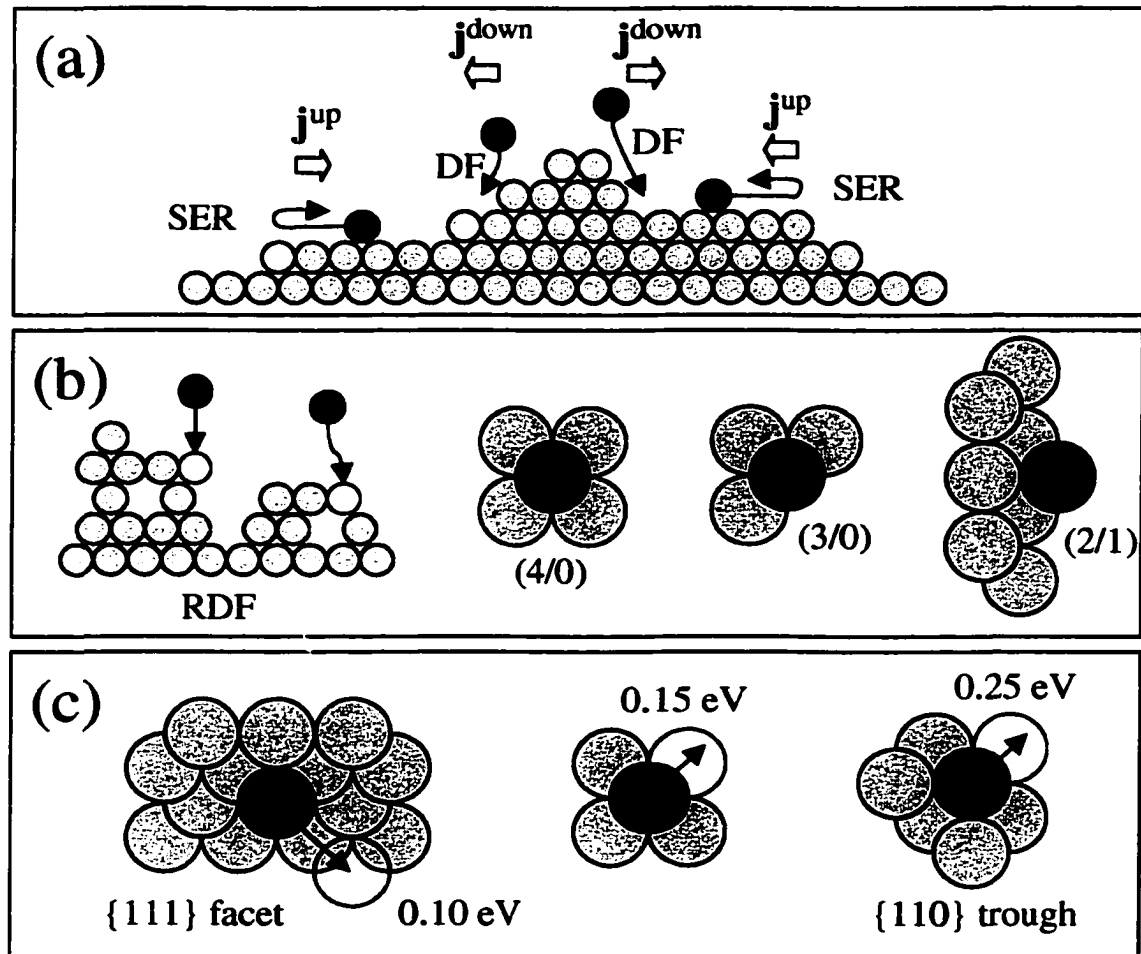 (a)
j^down j^down
j^up j^up
DF DF
SER SER
(b)
(4/0) (3/0) (2/1)
RDF
(c)
0.15 eV 0.25 eV
{111} facet 0.10 eV {110} trough